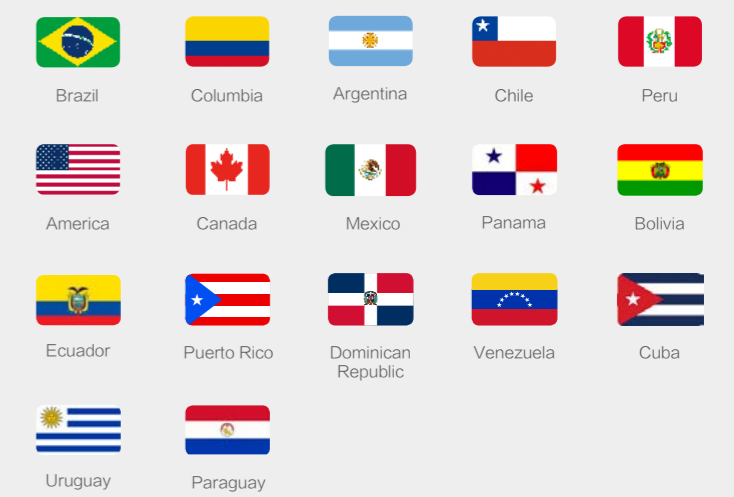 Brazil
Columbia
Argentina
Chile
Peru
America
Canada
Mexico
Panama
Bolivia
Ecuador
Puerto Rico
Dominican
Republic
Venezuela
Cuba
Uruguay
Paraguay